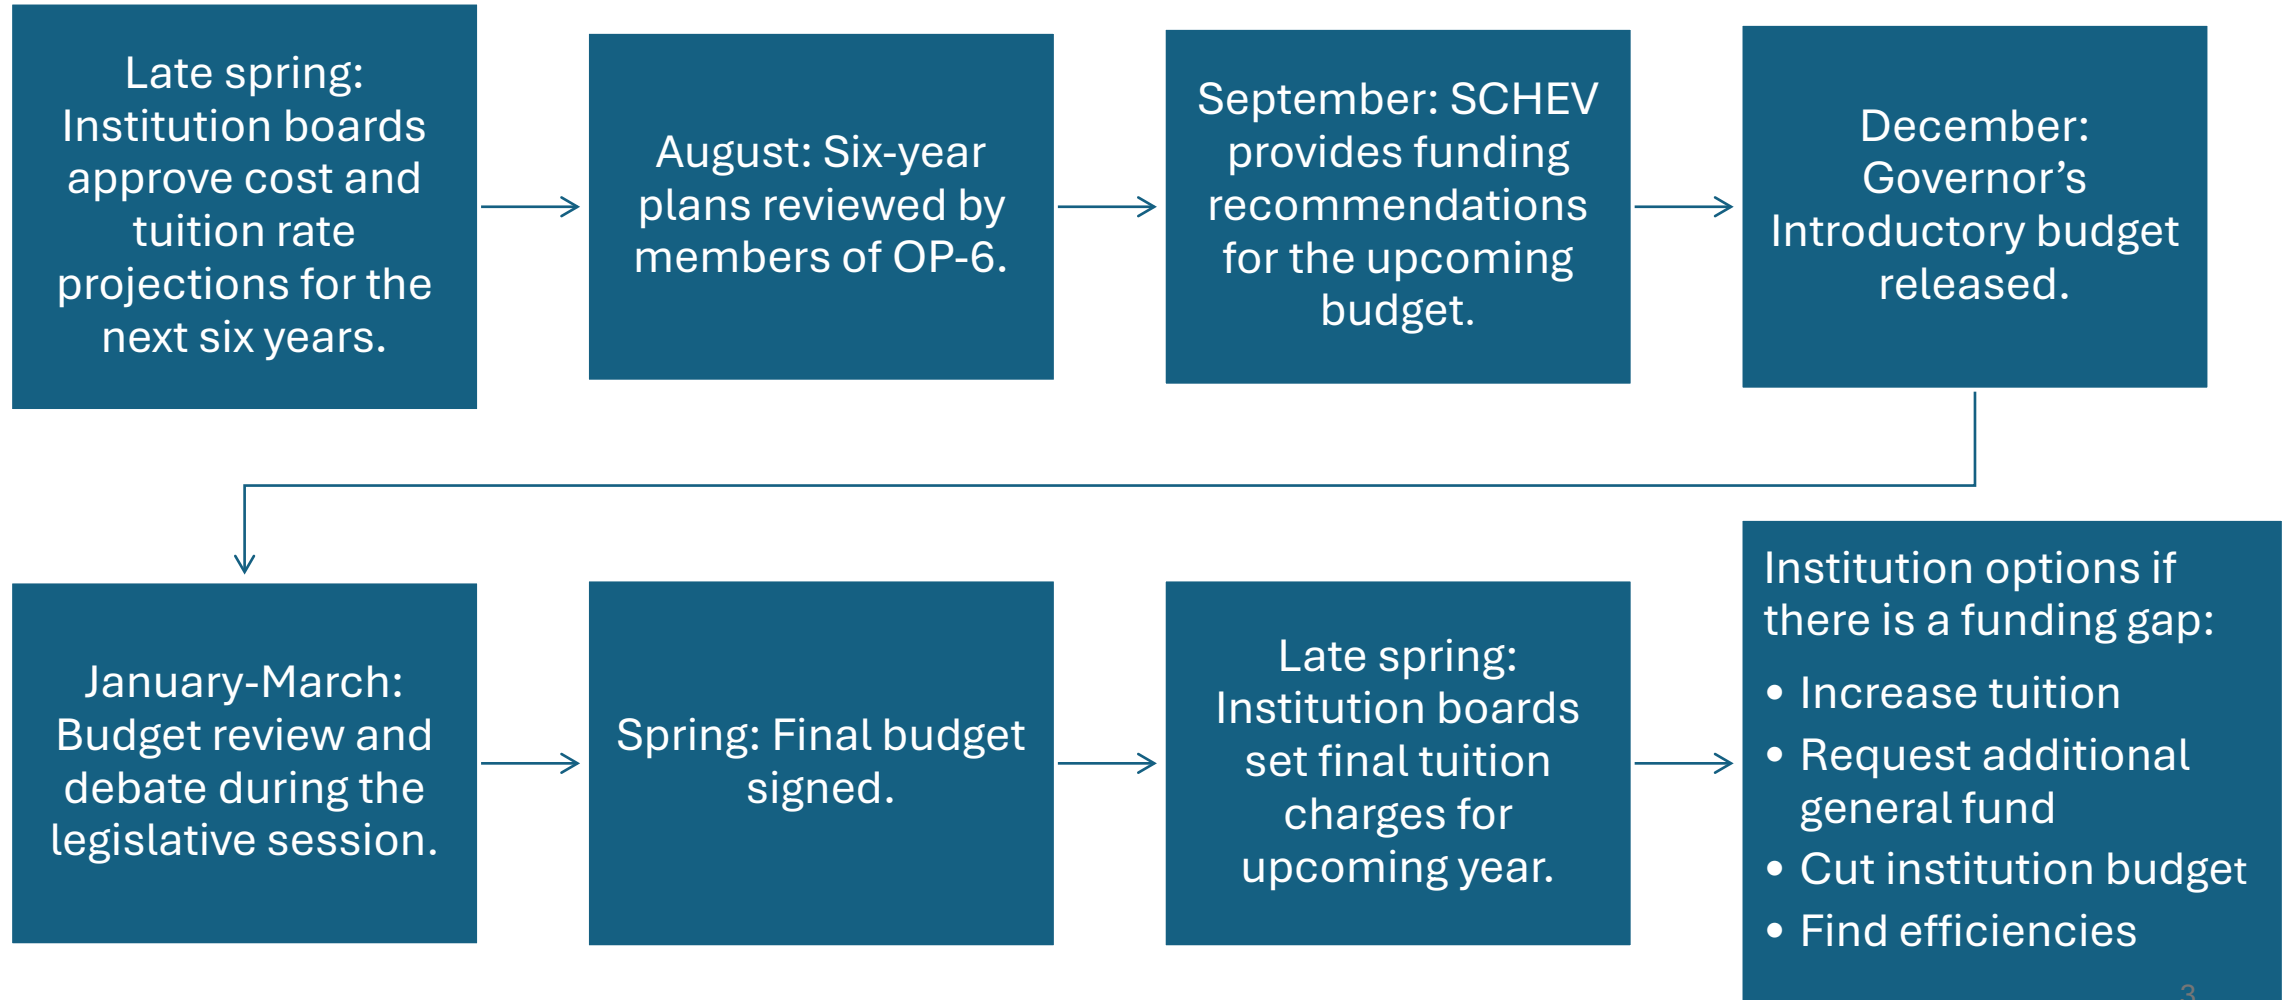 Late spring:
Institution boards
approve cost and
tuition rate
projections for the
next six years.
August: Six-year
plans reviewed by
members of OP-6.
September: SCHEV
provides funding
recommendations
for the upcoming
budget.
December:
Governor’s
Introductory budget
released.
January-March:
Budget review and
debate during the
legislative session.
Spring: Final budget
signed.
Late spring:
Institution boards
set final tuition
charges for
upcoming year.
Institution options if
there is a funding gap:
• Increase tuition
• Request additional
general fund
• Cut institution budget
• Find efficiencies
3